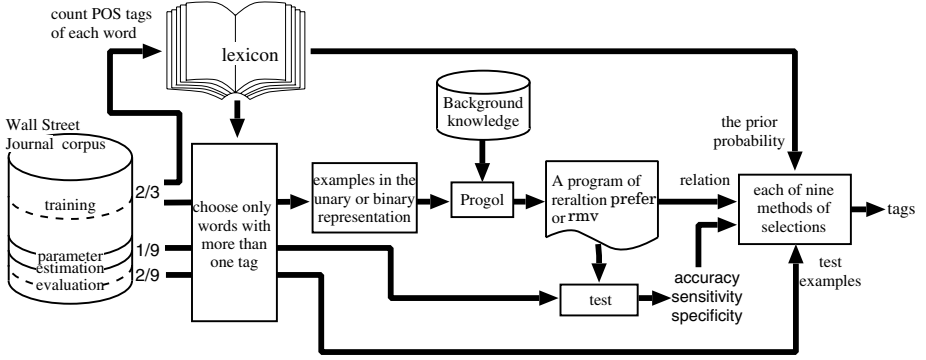 count POS tags
of each word
lexicon
Wall Street
Journal corpus
training
parameter
estimation
evaluation
2/3
1/9
2/9
choose only
words with
more than
one tag
examples in the
unary or binary
representation
Background
knowledge
Progol
A program of
reraltion prefer
or rmv
relation
test
accuracy
sensitivity
specificity
the prior
probability
each of nine
methods of
selections
test
examples
tags